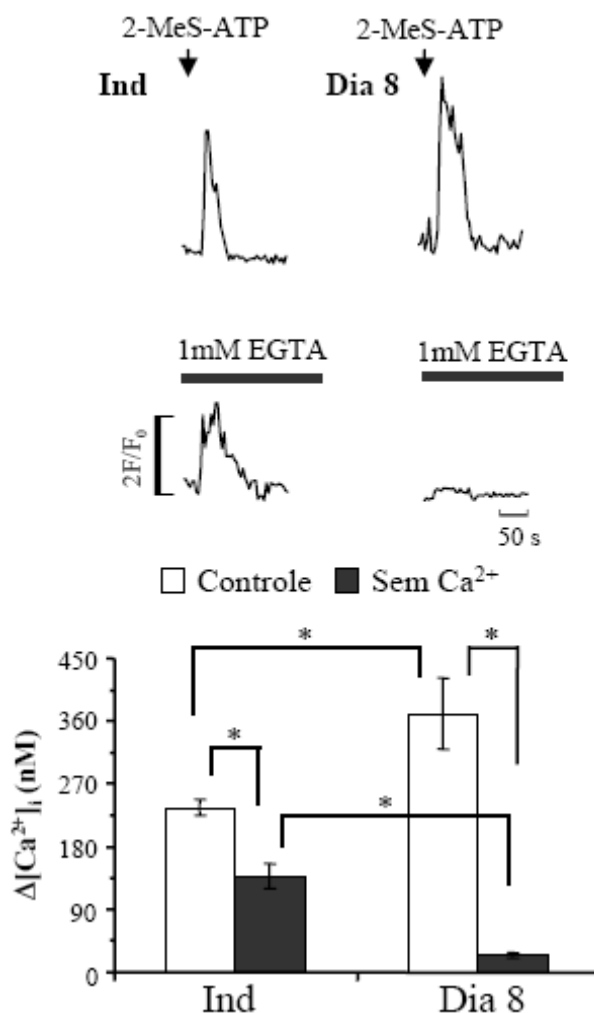 2-MeS-ATP 2-MeS-ATP
Ind Dia 8
1mM EGTA 1mM EGTA
2F/F₀
50 s
Controle Sem Ca²⁺
* *
* *
Δ[Ca²⁺]ᵢ (nM)
450
360
270
180
90
0
Ind Dia 8